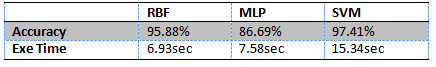 RBF MLP SVM
Accuracy 95.88% 86.69% 97.41%
Exe Time 6.93sec 7.58sec 15.34sec